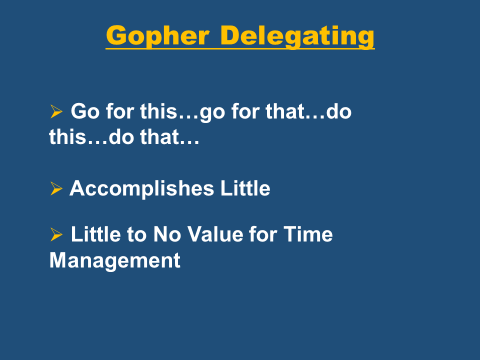 Gopher Delegating
➢ Go for this…go for that…do
this…do that…
➢ Accomplishes Little
➢ Little to No Value for Time
Management